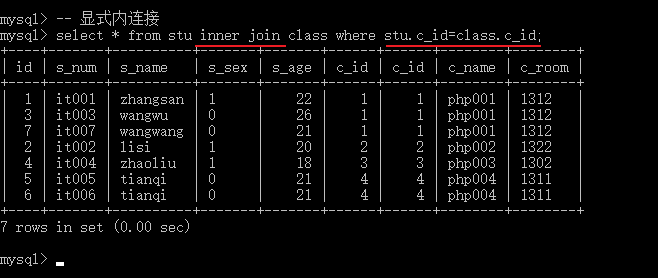 mysql> -- 显式内连接
mysql> select * from stu inner join class where stu.c_id=class.c_id;
+----+-------+----------+-------+-------+------+------+--------+--------+
| id | s_num | s_name | s_sex | s_age | c_id | c_id | c_name | c_room |
+----+-------+----------+-------+-------+------+------+--------+--------+
| 1 | it001 | zhangsan | 1 | 22 | 1 | 1 | php001 | 1312 |
| 3 | it003 | wangwu | 0 | 26 | 1 | 1 | php001 | 1312 |
| 7 | it007 | wangwang | 0 | 21 | 1 | 1 | php001 | 1312 |
| 2 | it002 | lisi | 1 | 20 | 2 | 2 | php002 | 1322 |
| 4 | it004 | zhaoliu | 1 | 18 | 3 | 3 | php003 | 1302 |
| 5 | it005 | tianqi | 0 | 21 | 4 | 4 | php004 | 1311 |
| 6 | it006 | tianqi | 0 | 21 | 4 | 4 | php004 | 1311 |
+----+-------+----------+-------+-------+------+------+--------+--------+
7 rows in set (0.00 sec)
mysql>